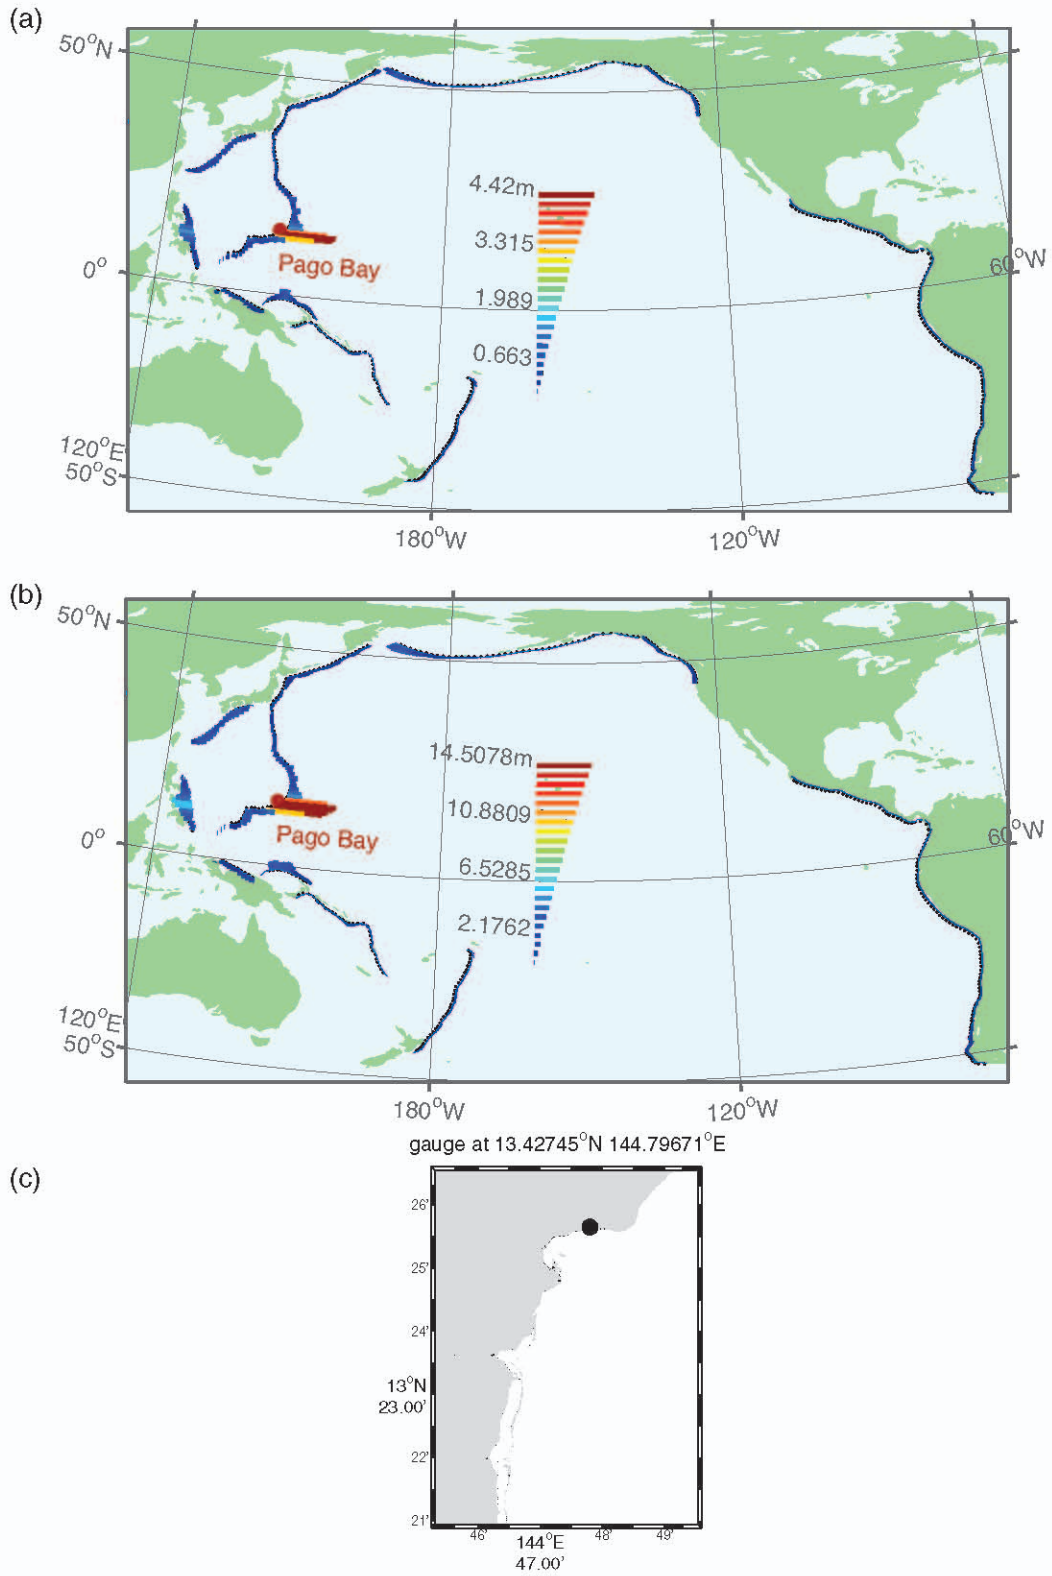 (a)
50°N
4.42m
3.315
Pago Bay
0°
60°W
1.989
0.663
120°E
50°S
180°W
120°W
(b)
50°N
14.5078m
10.8809
Pago Bay
0°
60°W
6.5285
2.1762
120°E
50°S
180°W
120°W
gauge at 13.42745°N 144.79671°E
(c)
26'
25'
24'
13°N
23.00'
22'
21'
46'
144°E
47.00'
48'
49'